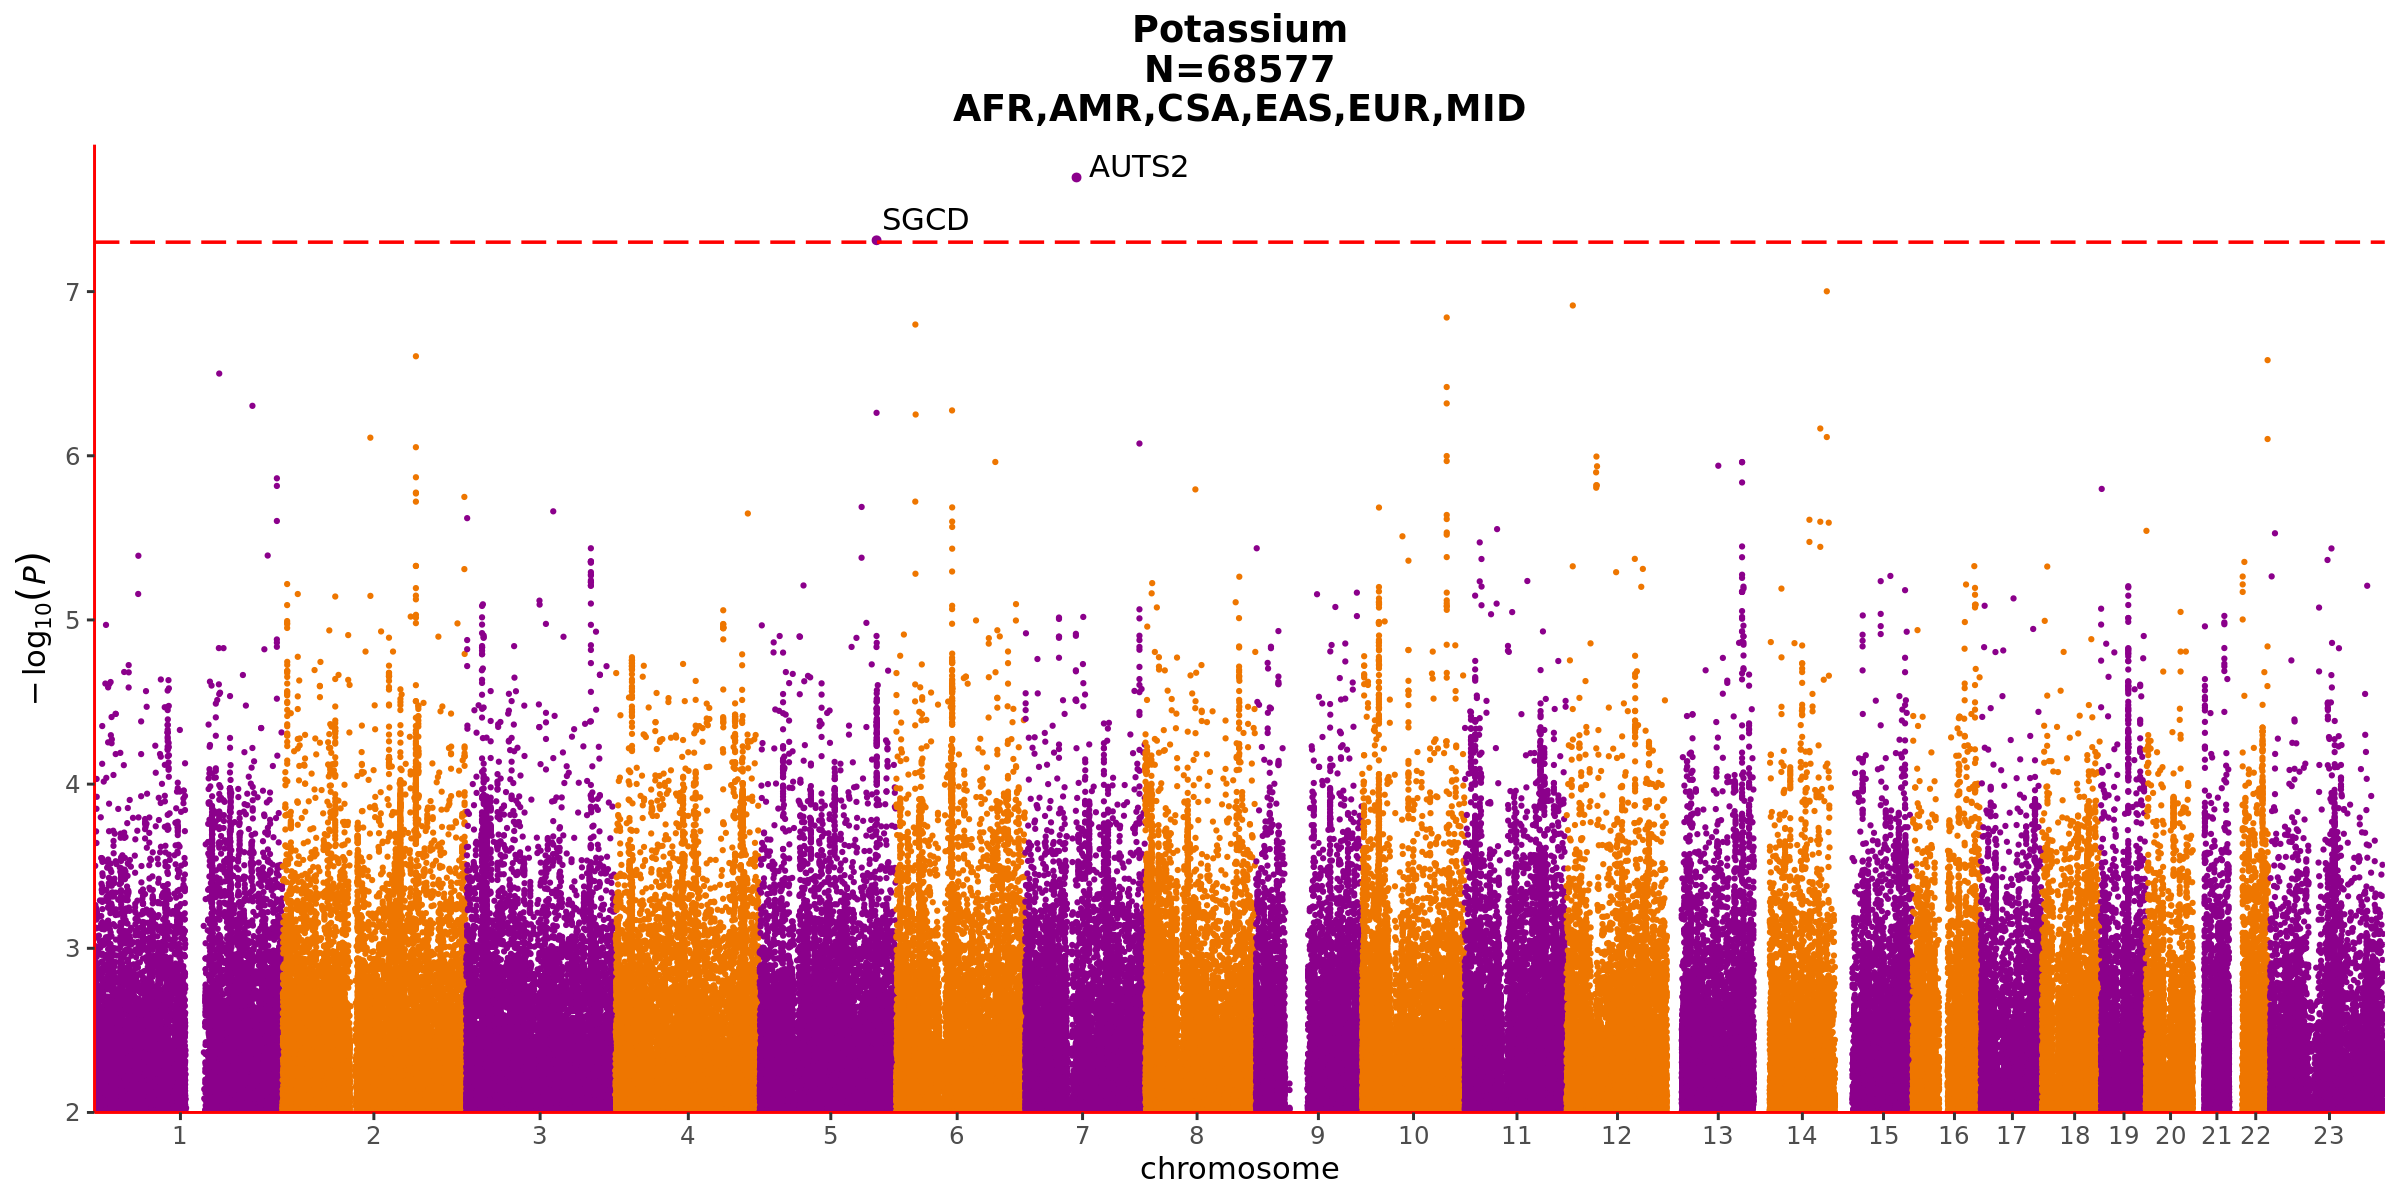 Potassium
N=68577
AFR,AMR,CSA,EAS,EUR,MID
AUTS2
SGCD
7
6
5
4
3
2
−log10(P)
1 2 3 4 5 6 7 8 9 10 11 12 13 14 15 16 17 18 19 20 21 22 23
chromosome